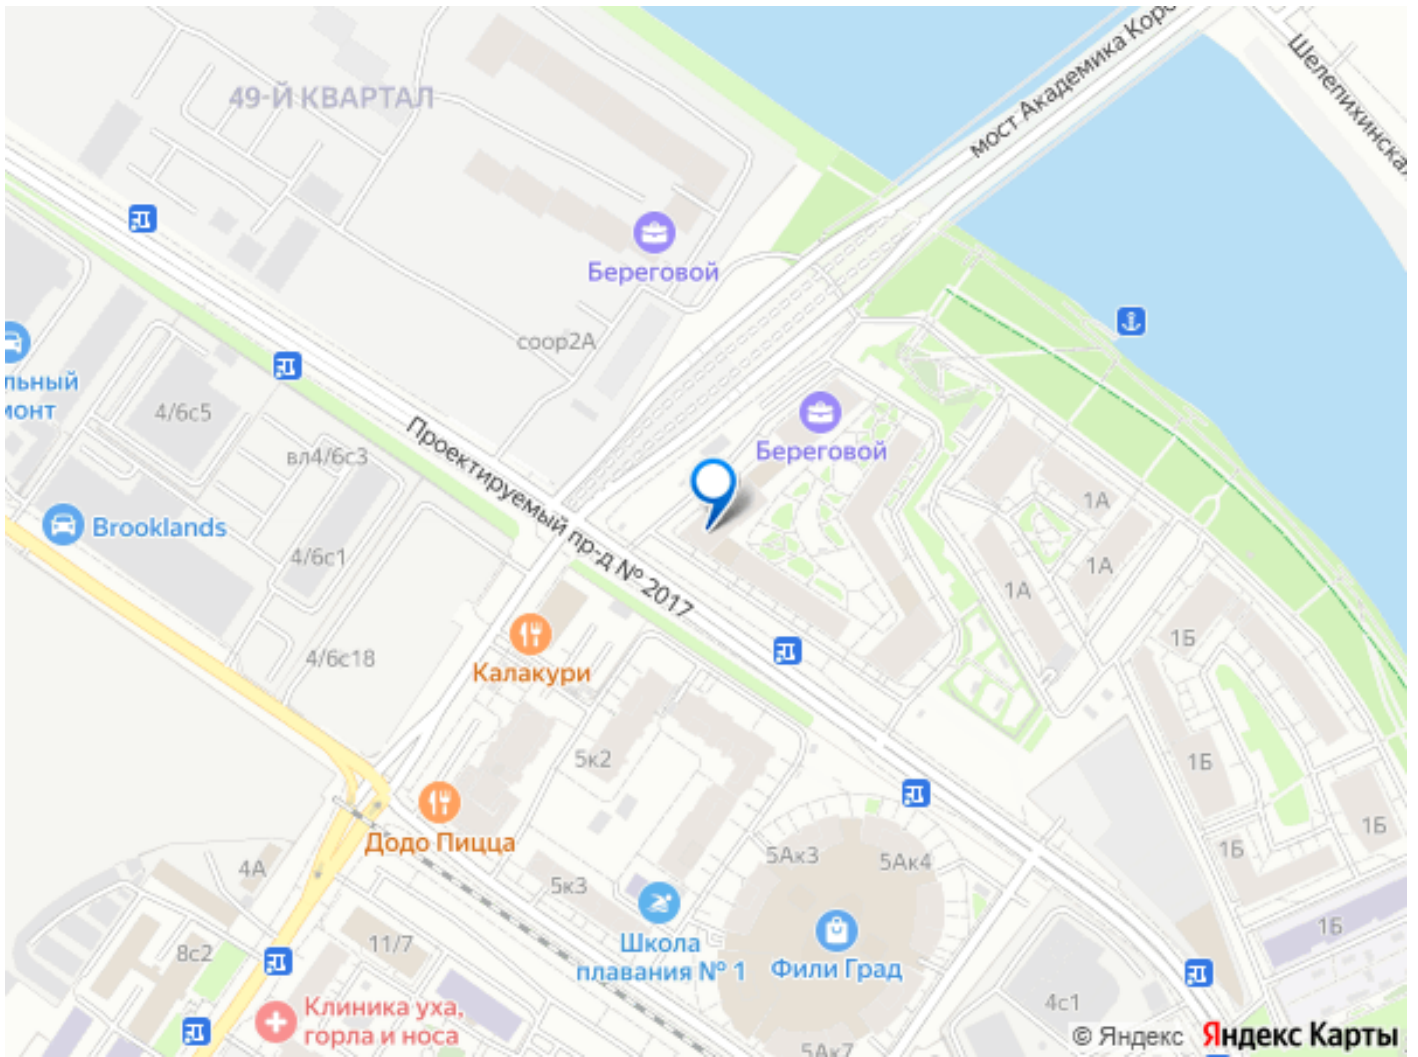 49-Й КВАРТАЛ
мост Академика Коро
Шелепихинская
Береговой
соор2А
льный
монт
4/6с5
вл4/6с3
Проектируемый пр-д № 2017
Береговой
1А
1А
1А
Brooklands
4/6с1
4/6с18
Калакури
1Б
1Б
1Б
1Б
5к2
Додо Пицца
4А
5Ак3
5Ак4
5к3
8с2
11/7
Школа
плавания № 1
Фили Град
1Б
4с1
Клиника уха,
горла и носа
5Ак7
© Яндекс Яндекс Карты